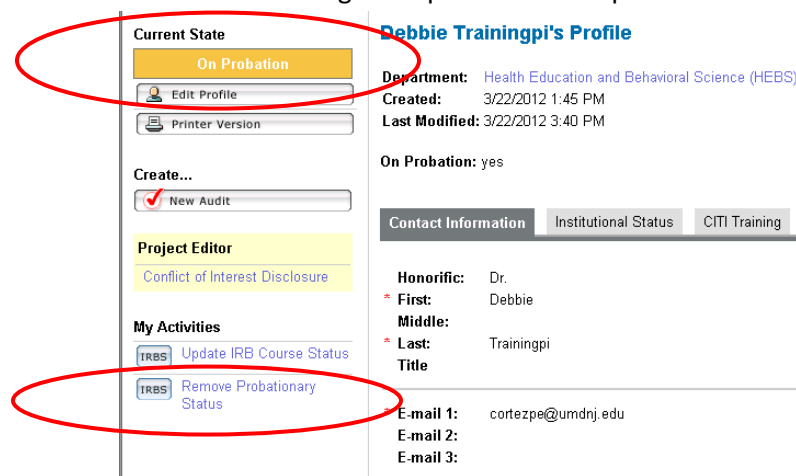 Current State
On Probation
Edit Profile
Printer Version
Create...
New Audit
Project Editor
Conflict of Interest Disclosure
My Activities
IRBS Update IRB Course Status
IRBS Remove Probationary
Status
Debbie Trainingpi's Profile
Department: Health Education and Behavioral Science (HEBS)
Created: 3/22/2012 1:45 PM
Last Modified: 3/22/2012 3:40 PM
On Probation: yes
Contact Information Institutional Status CITI Training
Honorific: Dr.
* First: Debbie
Middle:
* Last: Trainingpi
Title
* E-mail 1: cortezpe@umdnj.edu
E-mail 2:
E-mail 3: